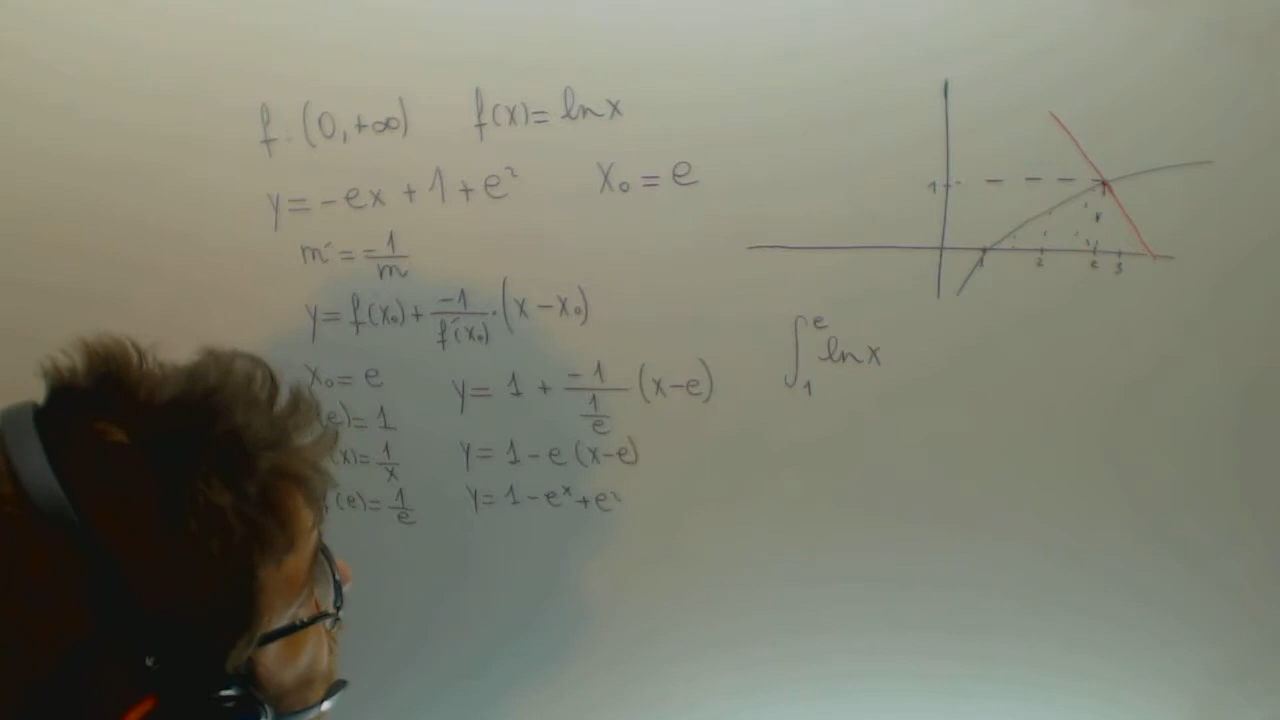 f: (0,+∞) f(x)= ln x
y= -ex + 1 + e² x₀ = e
m' = -1/m
y= f(x₀) + -1/f'(x₀) · (x - x₀)
x₀ = e
(e)= 1
(x)= 1/x
(e)= 1/e
y= 1 + -1/(1/e) (x-e)
y= 1 - e (x-e)
y= 1 - eˣ + e²
1
1 2 e 3
∫₁ᵉ ln x